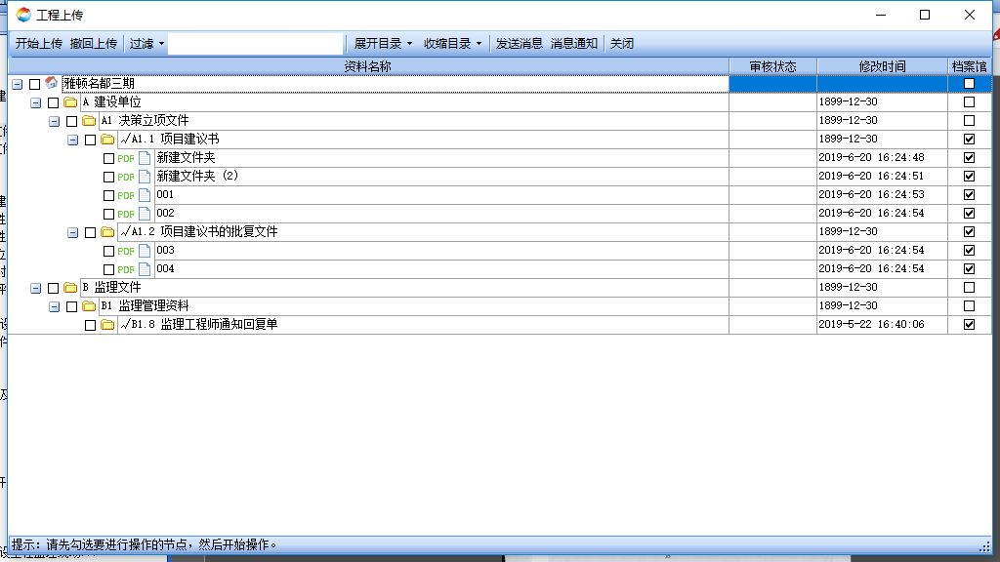 工程上传
开始上传 撤回上传 过滤 展开目录 收缩目录 发送消息 消息通知 关闭
资料名称 审核状态 修改时间 档案馆
雅顿名都三期
A 建设单位 1899-12-30
A1 决策立项文件 1899-12-30
√A1.1 项目建议书 1899-12-30
PDF 新建文件夹 2019-6-20 16:24:48
PDF 新建文件夹 (2) 2019-6-20 16:24:51
PDF 001 2019-6-20 16:24:53
PDF 002 2019-6-20 16:24:54
√A1.2 项目建议书的批复文件 1899-12-30
PDF 003 2019-6-20 16:24:54
PDF 004 2019-6-20 16:24:54
B 监理文件 1899-12-30
B1 监理管理资料 1899-12-30
√B1.8 监理工程师通知回复单 2019-5-22 16:40:06
提示：请先勾选要进行操作的节点，然后开始操作。